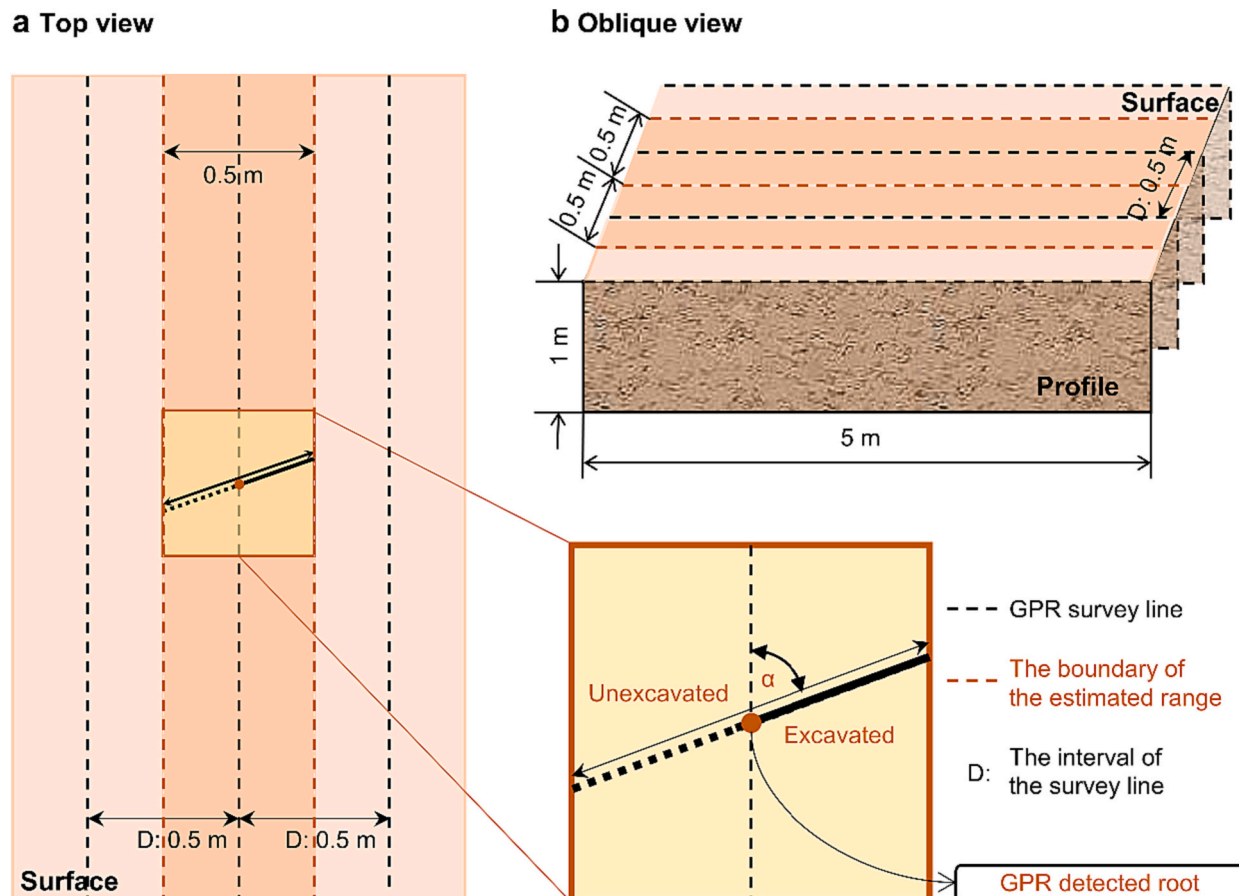 a Top view
0.5 m
D: 0.5 m
D: 0.5 m
Surface
b Oblique view
Surface
0.5 m
0.5 m
D: 0.5 m
1 m
Profile
5 m
Unexcavated
α
Excavated
GPR survey line
The boundary of
the estimated range
D:
The interval of
the survey line
GPR detected root